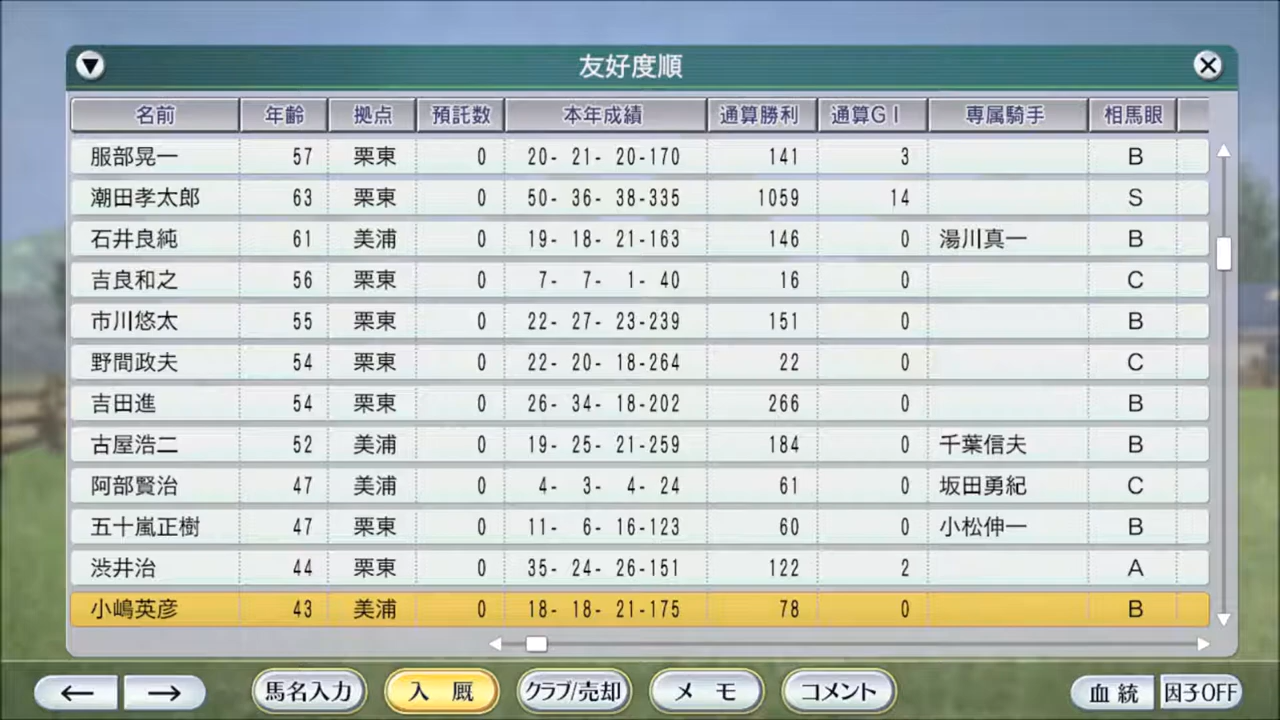 友好度順
名前 年齢 拠点 預託数 本年成績 通算勝利 通算GⅠ 専属騎手 相馬眼
服部晃一 57 栗東 0 20- 21- 20-170 141 3 B
潮田孝太郎 63 栗東 0 50- 36- 38-335 1059 14 S
石井良純 61 美浦 0 19- 18- 21-163 146 0 湯川真一 B
吉良和之 56 栗東 0 7- 7- 1- 40 16 0 C
市川悠太 55 栗東 0 22- 27- 23-239 151 0 B
野間政夫 54 栗東 0 22- 20- 18-264 22 0 C
吉田進 54 栗東 0 26- 34- 18-202 266 0 B
古屋浩二 52 美浦 0 19- 25- 21-259 184 0 千葉信夫 B
阿部賢治 47 美浦 0 4- 3- 4- 24 61 0 坂田勇紀 C
五十嵐正樹 47 栗東 0 11- 6- 16-123 60 0 小松伸一 B
渋井治 44 栗東 0 35- 24- 26-151 122 2 A
小嶋英彦 43 美浦 0 18- 18- 21-175 78 0 B
← → 馬名入力 入厩 クラブ/売却 メモ コメント 血統 因子OFF